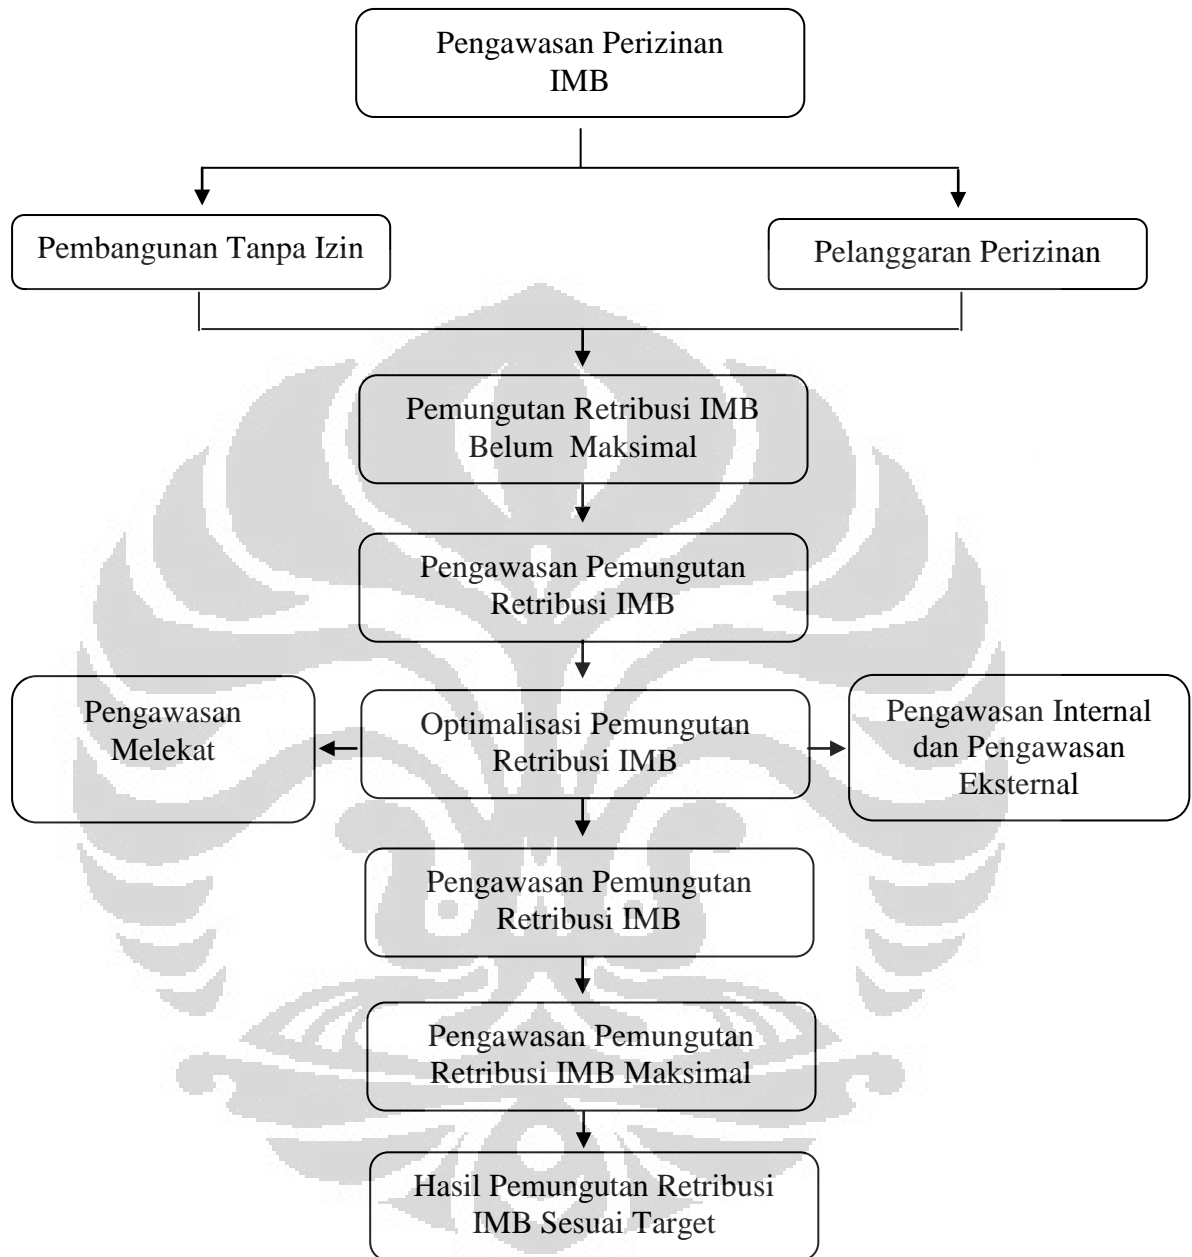 Pengawasan Perizinan
IMB
Pembangunan Tanpa Izin
Pelanggaran Perizinan
Pemungutan Retribusi IMB
Belum Maksimal
Pengawasan Pemungutan
Retribusi IMB
Pengawasan
Melekat
Optimalisasi Pemungutan
Retribusi IMB
Pengawasan Internal
dan Pengawasan
Eksternal
Pengawasan Pemungutan
Retribusi IMB
Pengawasan Pemungutan
Retribusi IMB Maksimal
Hasil Pemungutan Retribusi
IMB Sesuai Target